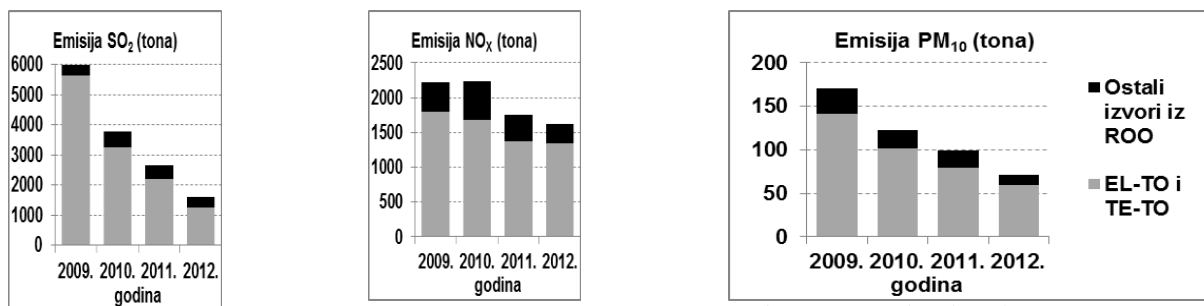 Emisija SO₂ (tona)
6000
5000
4000
3000
2000
1000
0
2009. 2010. 2011. 2012.
godina
Emisija NOₓ (tona)
2500
2000
1500
1000
500
0
2009. 2010. 2011. 2012.
godina
Emisija PM₁₀ (tona)
200
150
100
50
0
2009. 2010. 2011. 2012.
godina
Ostali
izvori iz
ROO
EL-TO i
TE-TO